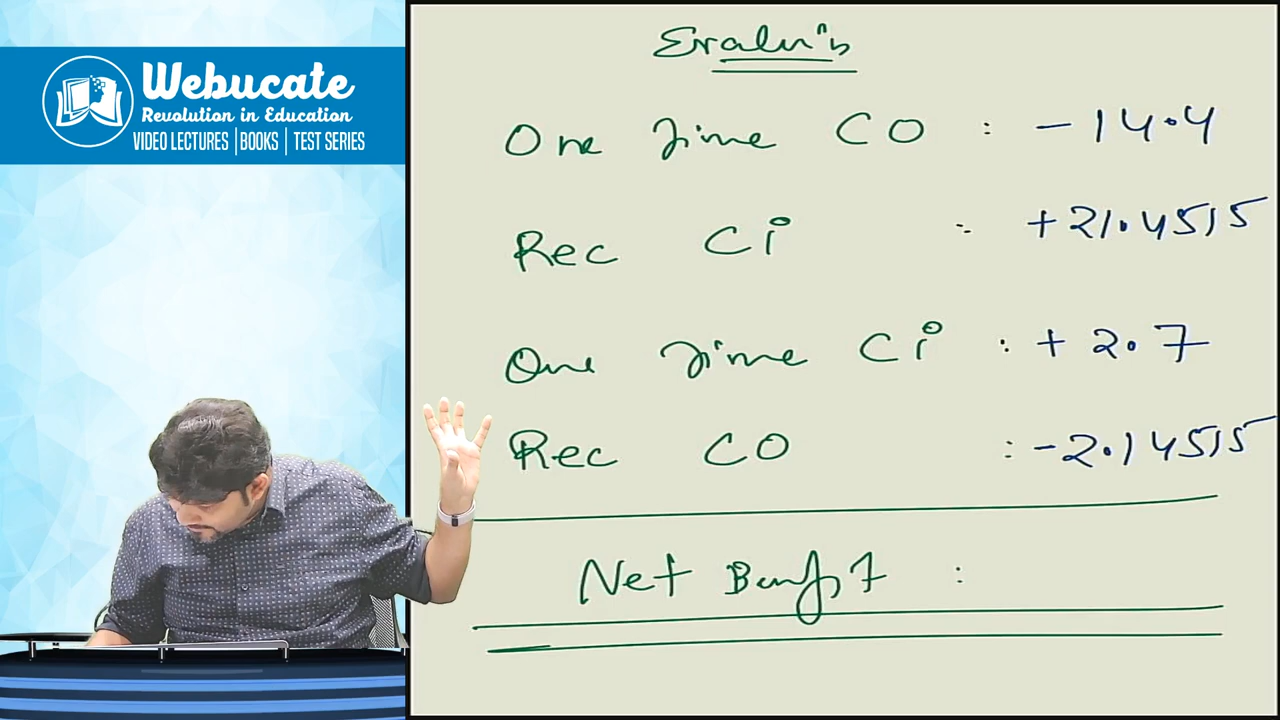 Webucate
Revolution in Education
VIDEO LECTURES | BOOKS | TEST SERIES
One Time CO : - 14.4
Rec Ci : + 21.4515
One Time Ci : + 2.7
Rec CO : - 2.14515
Net Benefit :